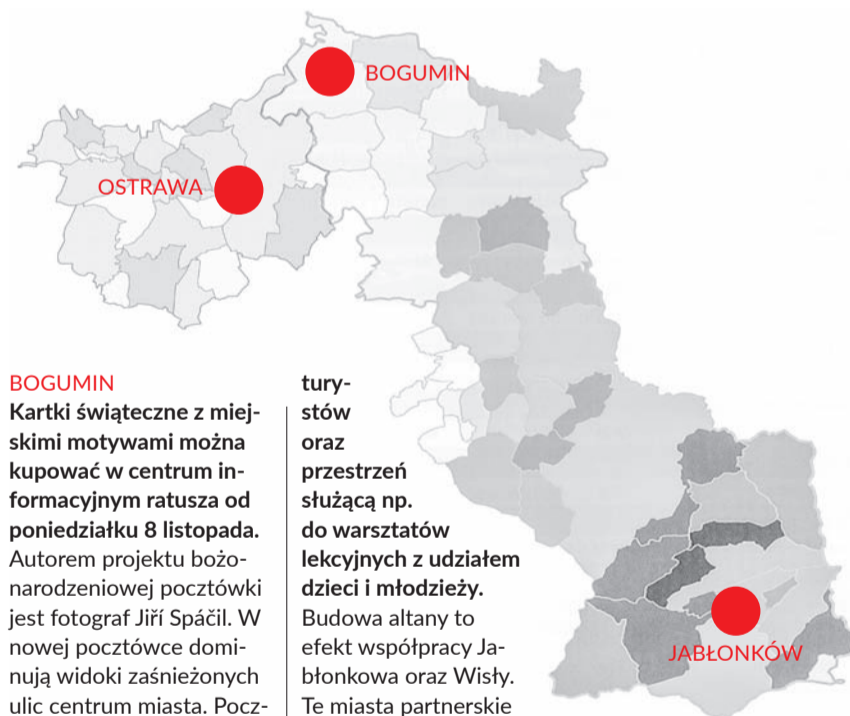 BOGUMIN
OSTRAWA
JABŁONKÓW
BOGUMIN
Kartki świąteczne z miej-
skimi motywami można
kupować w centrum in-
formacyjnym ratusza od
poniedziałku 8 listopada.
Autorem projektu bożo-
narodzeniowej pocztówki
jest fotograf Jiří Spáčil. W
nowej pocztówce domi-
nują widoki zaśnieżonych
ulic centrum miasta. Pocz-
tury-
stów
oraz
przestrzeń
służącą np.
do warsztatów
lekcyjnych z udziałem
dzieci i młodzieży.
Budowa altany to
efekt współpracy Ja-
błonkowa oraz Wisły.
Te miasta partnerskie